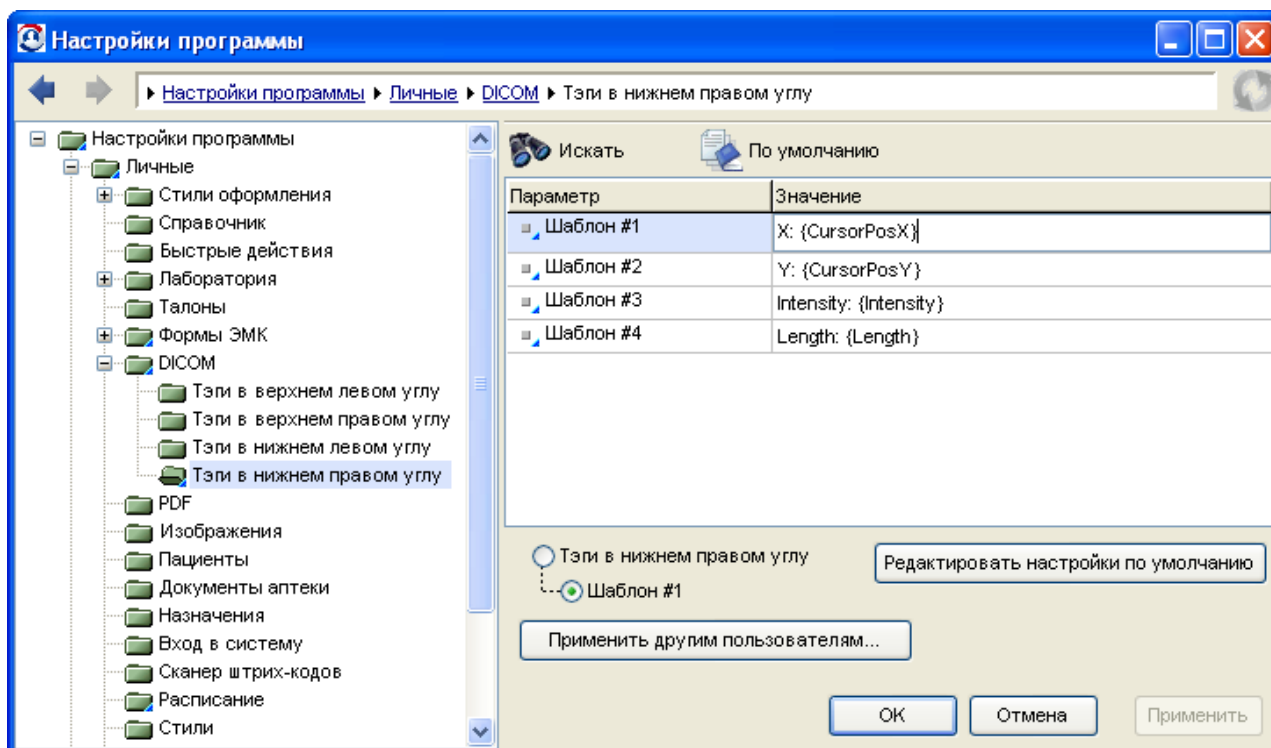 Настройки программы
Настройки программы Личные DICOM Тэги в нижнем правом углу
Настройки программы
Личные
Стили оформления
Справочник
Быстрые действия
Лаборатория
Талоны
Формы ЭМК
DICOM
Тэги в верхнем левом углу
Тэги в верхнем правом углу
Тэги в нижнем левом углу
Тэги в нижнем правом углу
PDF
Изображения
Пациенты
Документы аптеки
Назначения
Вход в систему
Сканер штрих-кодов
Расписание
Стили
Искать По умолчанию
Параметр Значение
Шаблон #1 X: {CursorPosX}
Шаблон #2 Y: {CursorPosY}
Шаблон #3 Intensity: {Intensity}
Шаблон #4 Length: {Length}
Тэги в нижнем правом углу
Шаблон #1
Редактировать настройки по умолчанию
Применить другим пользователям...
OK Отмена Применить